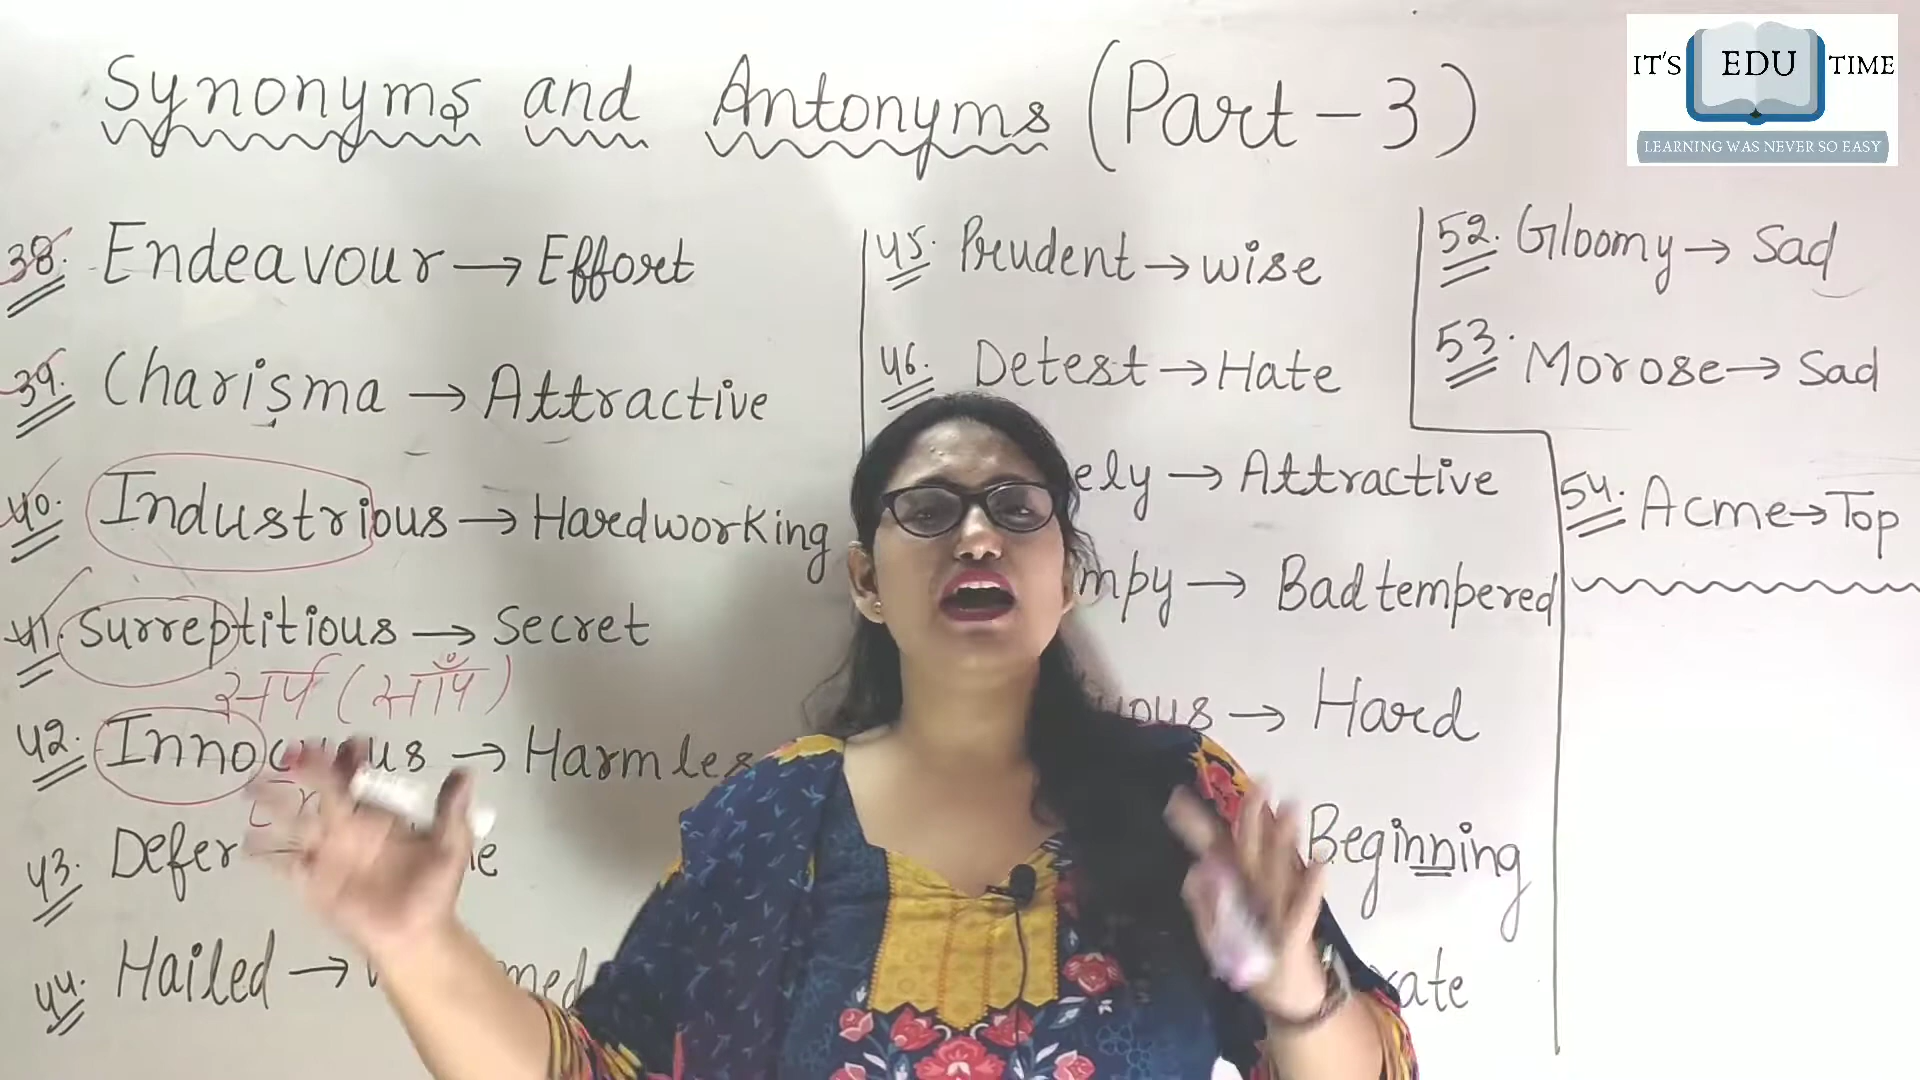 Synonyms and Antonyms (Part-3)
IT'S EDU TIME
LEARNING WAS NEVER SO EASY
38. Endeavour → Effort
39. Charisma → Attractive
40. Industrious → Hardworking
41. Surreptitious → Secret
सर्प (साँप)
42. → Harmles
43. Defer
44. Hailed →
45. Prudent → wise
46. Detest → Hate
ely → Attractive
mpy → Bad tempered
uous → Hard
Beginning
rate
52. Gloomy → Sad
53. Morose → Sad
54. Acme → Top